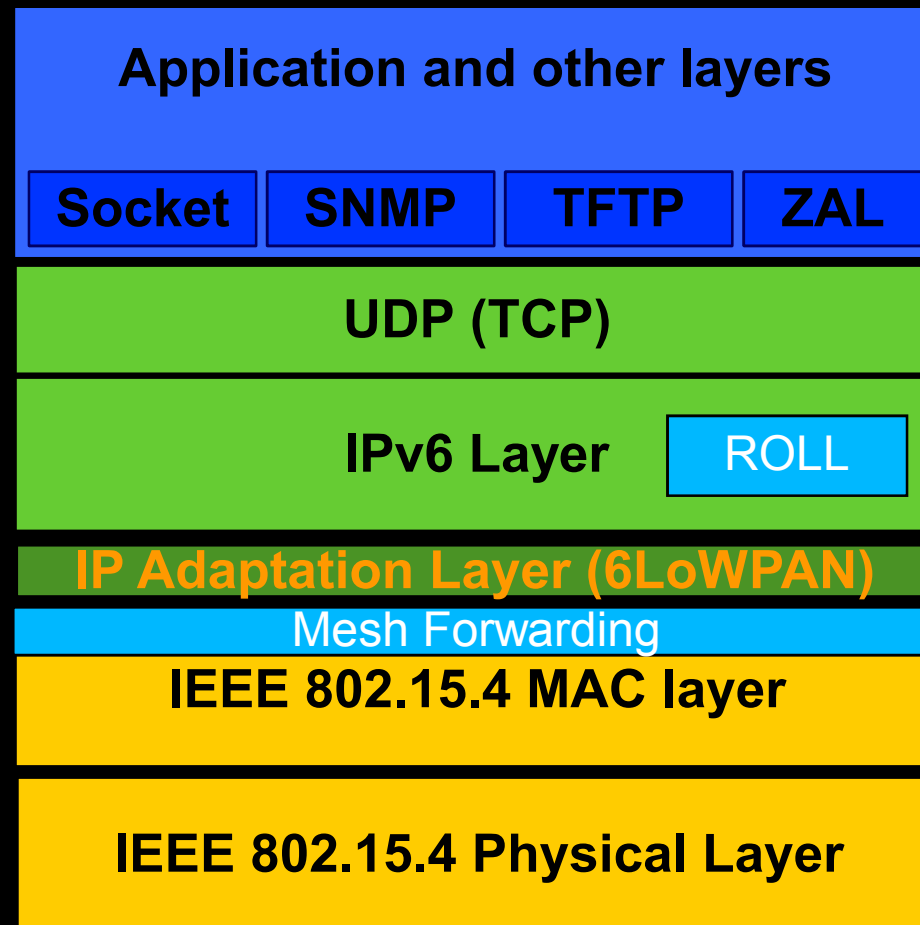 Application and other layers
Socket SNMP TFTP ZAL
UDP (TCP)
IPv6 Layer ROLL
IP Adaptation Layer (6LoWPAN)
Mesh Forwarding
IEEE 802.15.4 MAC layer
IEEE 802.15.4 Physical Layer